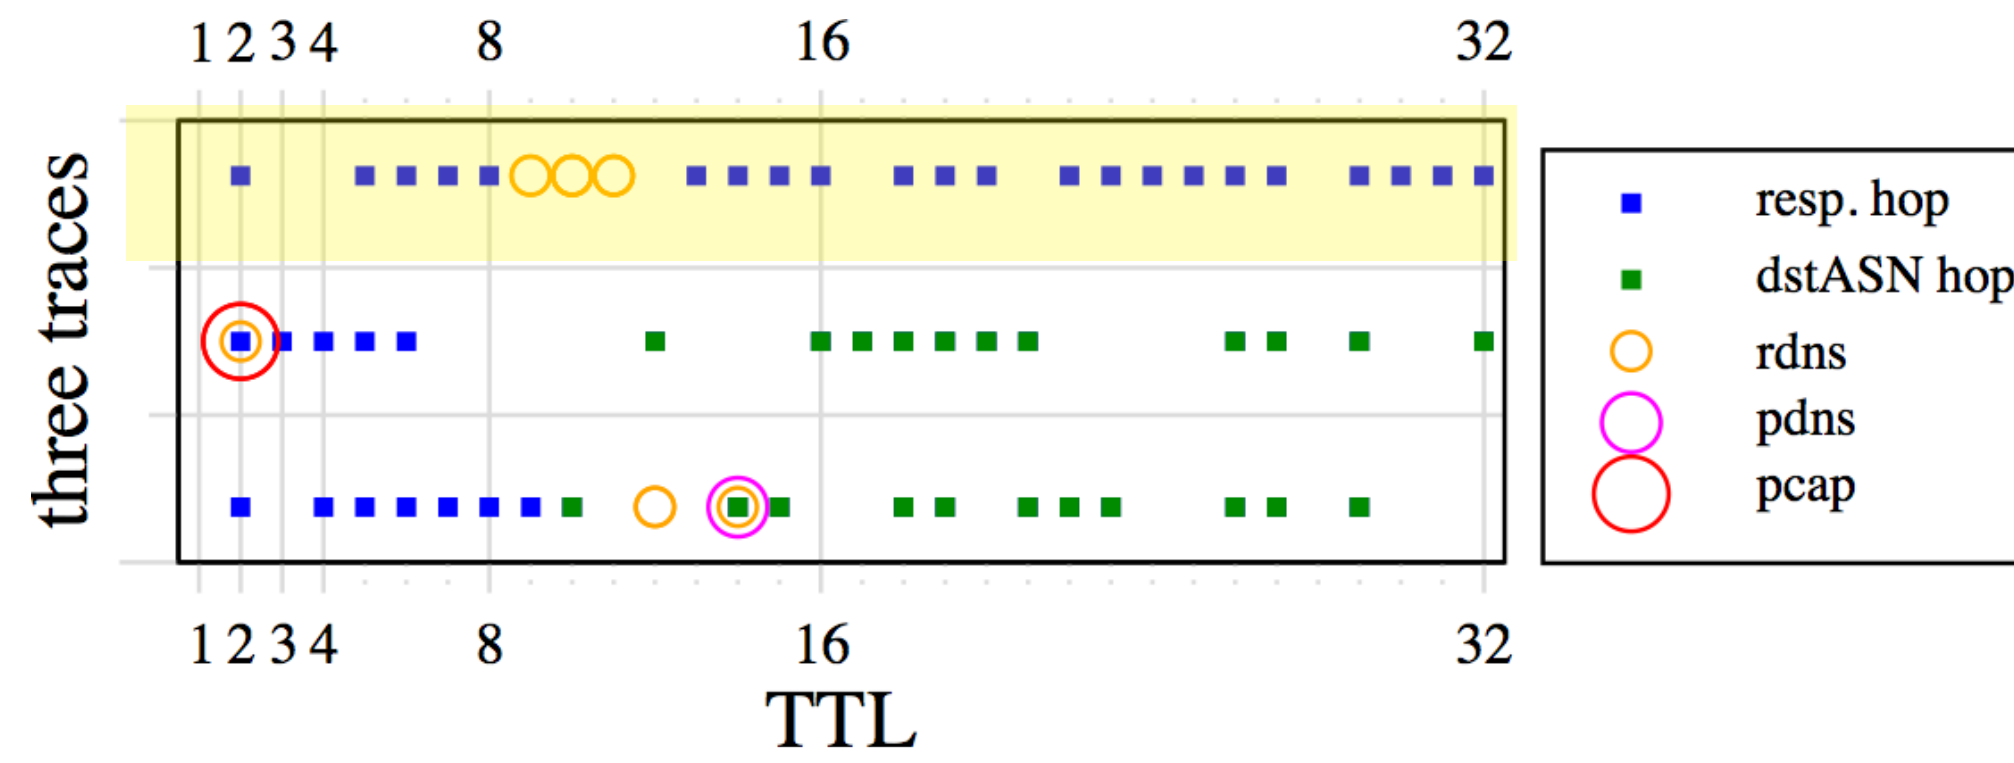 1 2 3 4 8 16 32
three traces
resp. hop
dstASN hop
rdns
pdns
pcap
1 2 3 4 8 16 32
TTL